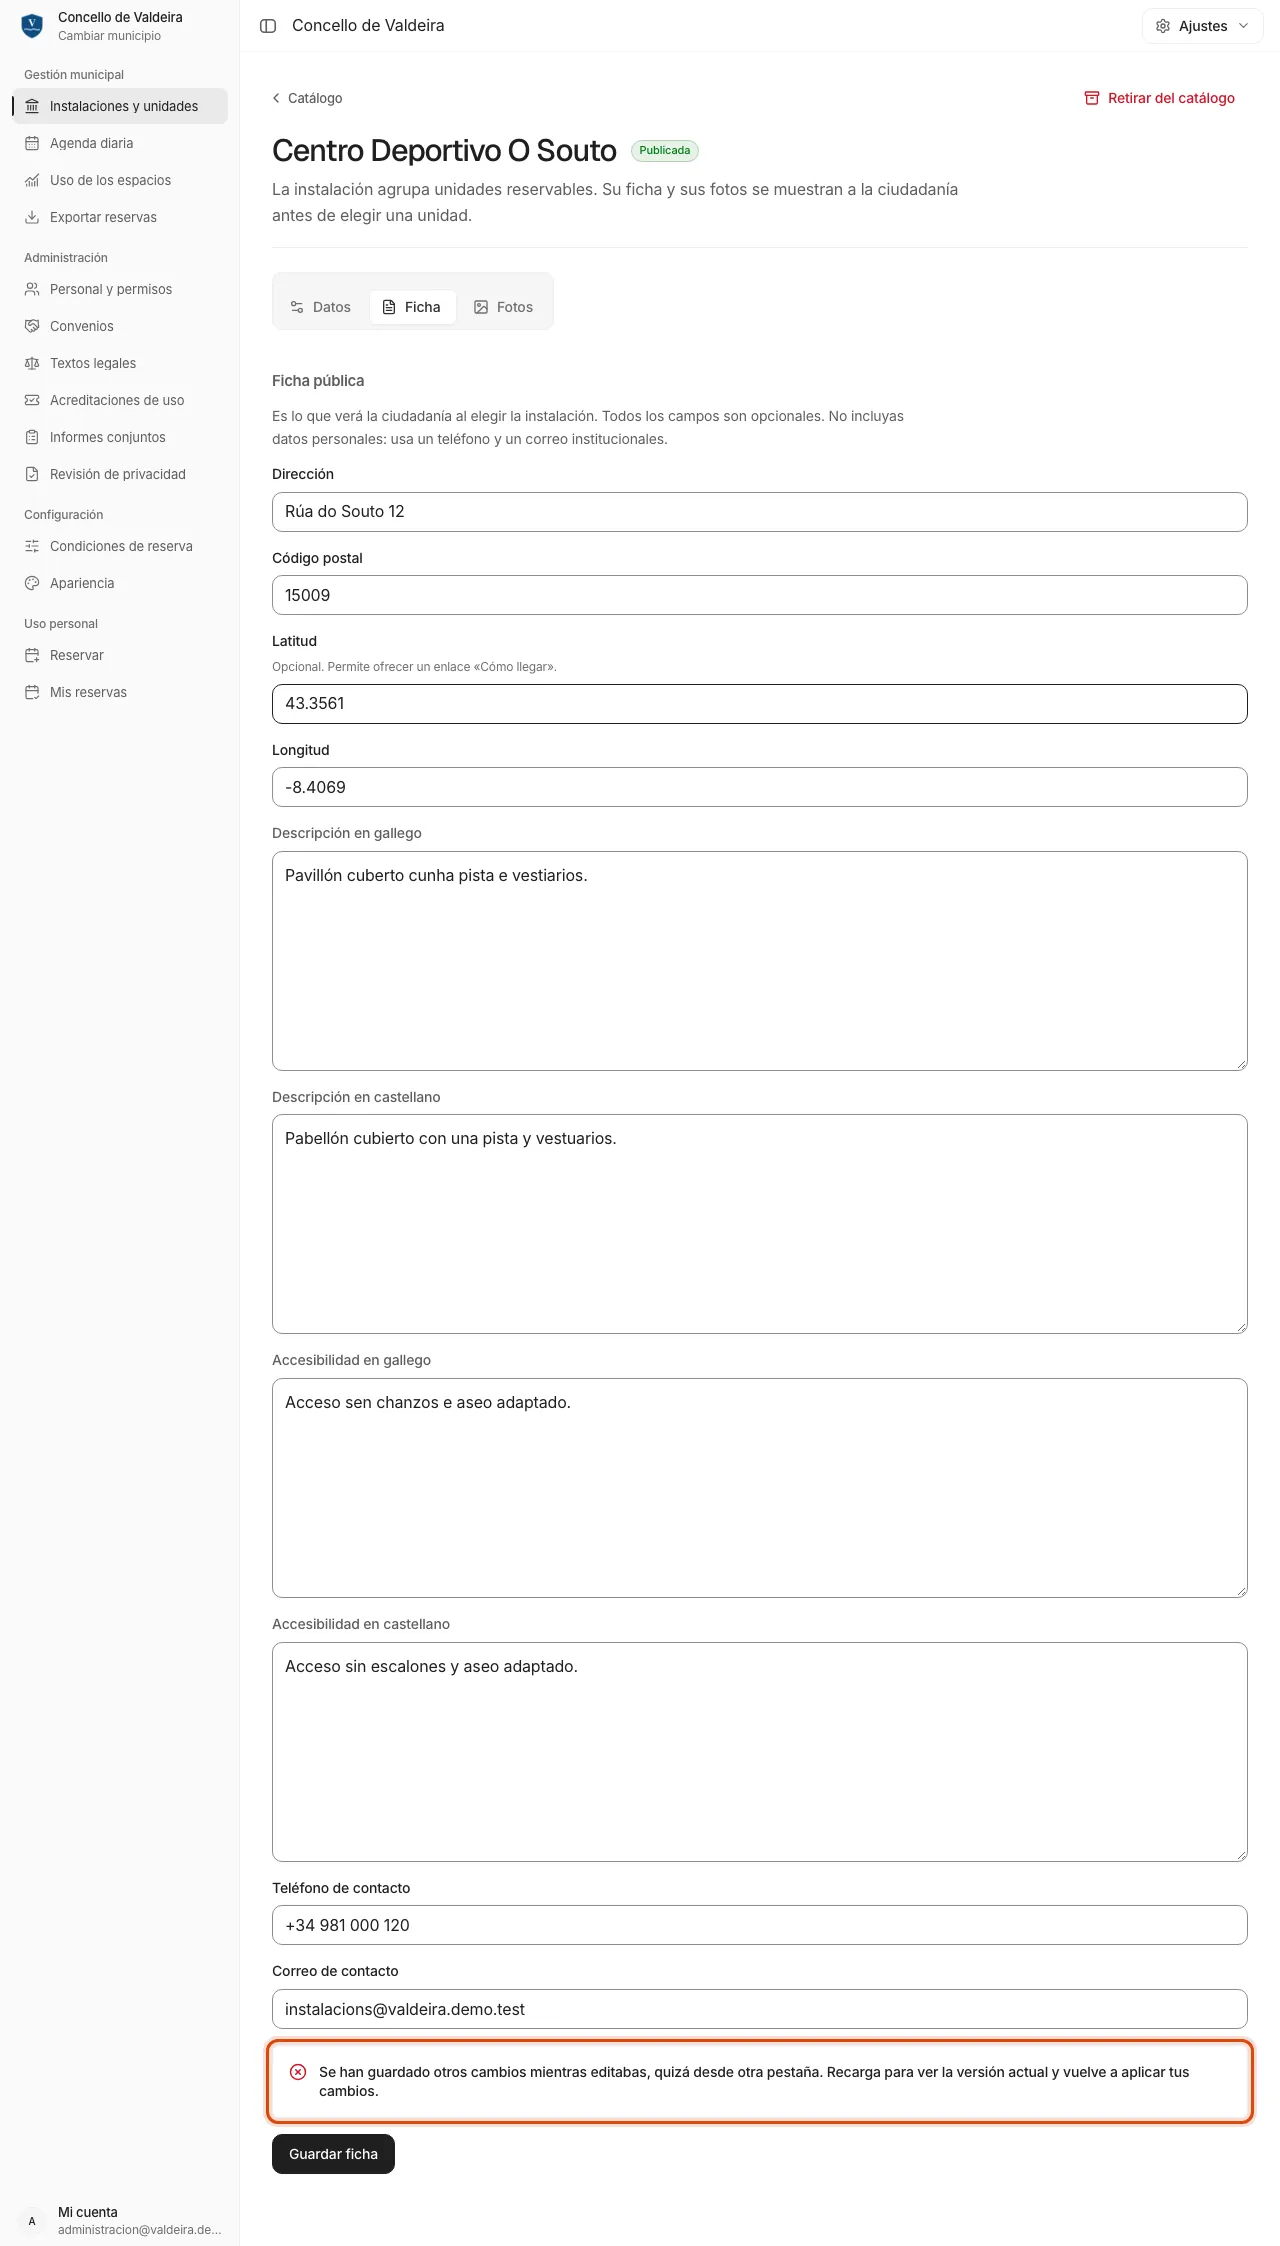 Concello de Valdeira
Cambiar municipio
Gestión municipal
Instalaciones y unidades
Agenda diaria
Uso de los espacios
Exportar reservas
Administración
Personal y permisos
Convenios
Textos legales
Acreditaciones de uso
Informes conjuntos
Revisión de privacidad
Configuración
Condiciones de reserva
Apariencia
Uso personal
Reservar
Mis reservas
A
Mi cuenta
administracion@valdeira.de...
Concello de Valdeira
Ajustes
Catálogo
Retirar del catálogo
Centro Deportivo O Souto
Publicada
La instalación agrupa unidades reservables. Su ficha y sus fotos se muestran a la ciudadanía
antes de elegir una unidad.
Datos
Ficha
Fotos
Ficha pública
Es lo que verá la ciudadanía al elegir la instalación. Todos los campos son opcionales. No incluyas
datos personales: usa un teléfono y un correo institucionales.
Dirección
Rúa do Souto 12
Código postal
15009
Latitud
Opcional. Permite ofrecer un enlace «Cómo llegar».
43.3561
Longitud
-8.4069
Descripción en gallego
Pavillón cuberto cunha pista e vestiarios.
Descripción en castellano
Pabellón cubierto con una pista y vestuarios.
Accesibilidad en gallego
Acceso sen chanzos e aseo adaptado.
Accesibilidad en castellano
Acceso sin escalones y aseo adaptado.
Teléfono de contacto
+34 981 000 120
Correo de contacto
instalacions@valdeira.demo.test
Se han guardado otros cambios mientras editabas, quizá desde otra pestaña. Recarga para ver la versión actual y vuelve a aplicar tus
cambios.
Guardar ficha